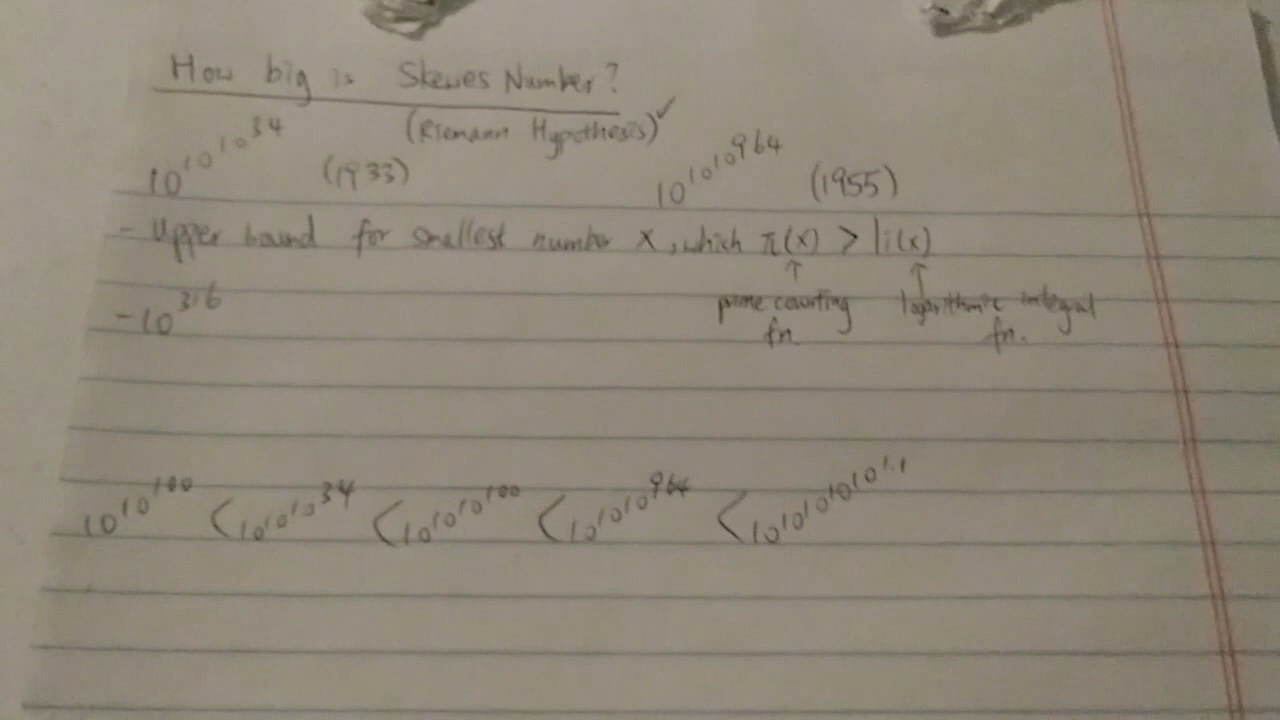 How big is Skewes Number?
(Riemann Hypothesis)✓
10^10^10^34 (1933) 10^10^10^964 (1955)
- Upper bound for smallest number x, which π(x) > li(x)
↑ ↑
prime counting fn. logarithmic integral fn.
- 10^316
10^10^100 < 10^10^10^34 < 10^10^10^100 < 10^10^10^964 < 10^10^10^10^10^1.1